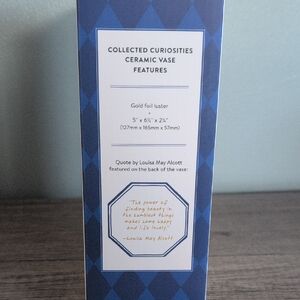 COLLECTED CURIOSITIES
CERAMIC VASE
FEATURES
Gold foil luster
•
5" x 6½" x 2¼"
(127mm x 165mm x 57mm)
Quote by Louisa May Alcott
featured on the back of the vase:
"The power of
finding beauty in
the humblest things
makes home happy
and life lovely."
—Louisa May Alcott